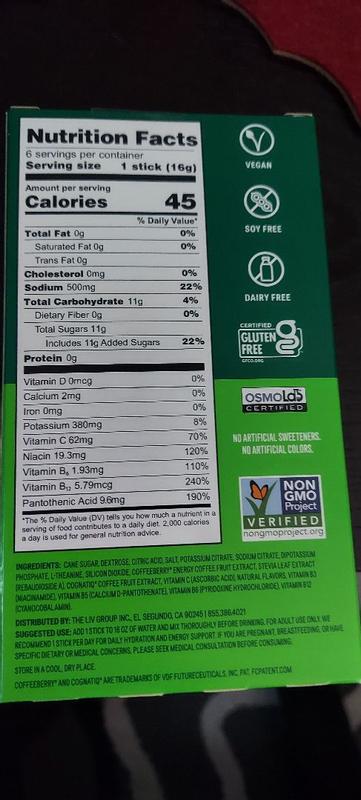 Nutrition Facts
6 servings per container
Serving size 1 stick (16g)
Amount per serving
Calories 45
% Daily Value*
Total Fat 0g 0%
Saturated Fat 0g 0%
Trans Fat 0g
Cholesterol 0mg 0%
Sodium 500mg 22%
Total Carbohydrate 11g 4%
Dietary Fiber 0g 0%
Total Sugars 11g
Includes 11g Added Sugars 22%
Protein 0g
Vitamin D 0mcg 0%
Calcium 2mg 0%
Iron 0mg 0%
Potassium 380mg 8%
Vitamin C 62mg 70%
Niacin 19.3mg 120%
Vitamin B6 1.93mg 110%
Vitamin B12 5.79mcg 240%
Pantothenic Acid 9.6mg 190%
*The % Daily Value (DV) tells you how much a nutrient in a
serving of food contributes to a daily diet. 2,000 calories
a day is used for general nutrition advice.
VEGAN
SOY FREE
DAIRY FREE
CERTIFIED
GLUTEN
FREE
GFCO.ORG
OSMOLab
CERTIFIED
NO ARTIFICIAL SWEETENERS.
NO ARTIFICIAL COLORS.
NON
GMO
Project
VERIFIED
nongmoproject.org
INGREDIENTS: CANE SUGAR, DEXTROSE, CITRIC ACID, SALT, POTASSIUM CITRATE, SODIUM CITRATE, DIPOTASSIUM
PHOSPHATE, L-THEANINE, SILICON DIOXIDE, COFFEEBERRY® ENERGY COFFEE FRUIT EXTRACT, STEVIA LEAF EXTRACT
(REBAUDIOSIDE A), COGNATIQ® COFFEE FRUIT EXTRACT, VITAMIN C (ASCORBIC ACID), NATURAL FLAVORS, VITAMIN B3
(NIACINAMIDE), VITAMIN B5 (CALCIUM D-PANTOTHENATE), VITAMIN B6 (PYRIDOXINE HYDROCHLORIDE), VITAMIN B12
(CYANOCOBALAMIN).
DISTRIBUTED BY: THE LIV GROUP INC., EL SEGUNDO, CA 90245 | 855.386.4021
SUGGESTED USE: ADD 1 STICK TO 16 OZ OF WATER AND MIX THOROUGHLY BEFORE DRINKING. FOR ADULT USE ONLY. WE
RECOMMEND 1 STICK PER DAY FOR DAILY HYDRATION AND ENERGY SUPPORT. IF YOU ARE PREGNANT, BREASTFEEDING, OR HAVE
SPECIFIC DIETARY OR MEDICAL CONCERNS, PLEASE SEEK MEDICAL CONSULTATION BEFORE CONSUMING.
STORE IN A COOL, DRY PLACE.
COFFEEBERRY® AND COGNATIQ® ARE TRADEMARKS OF VDF FUTURECEUTICALS, INC. PAT. FCPATENT.COM